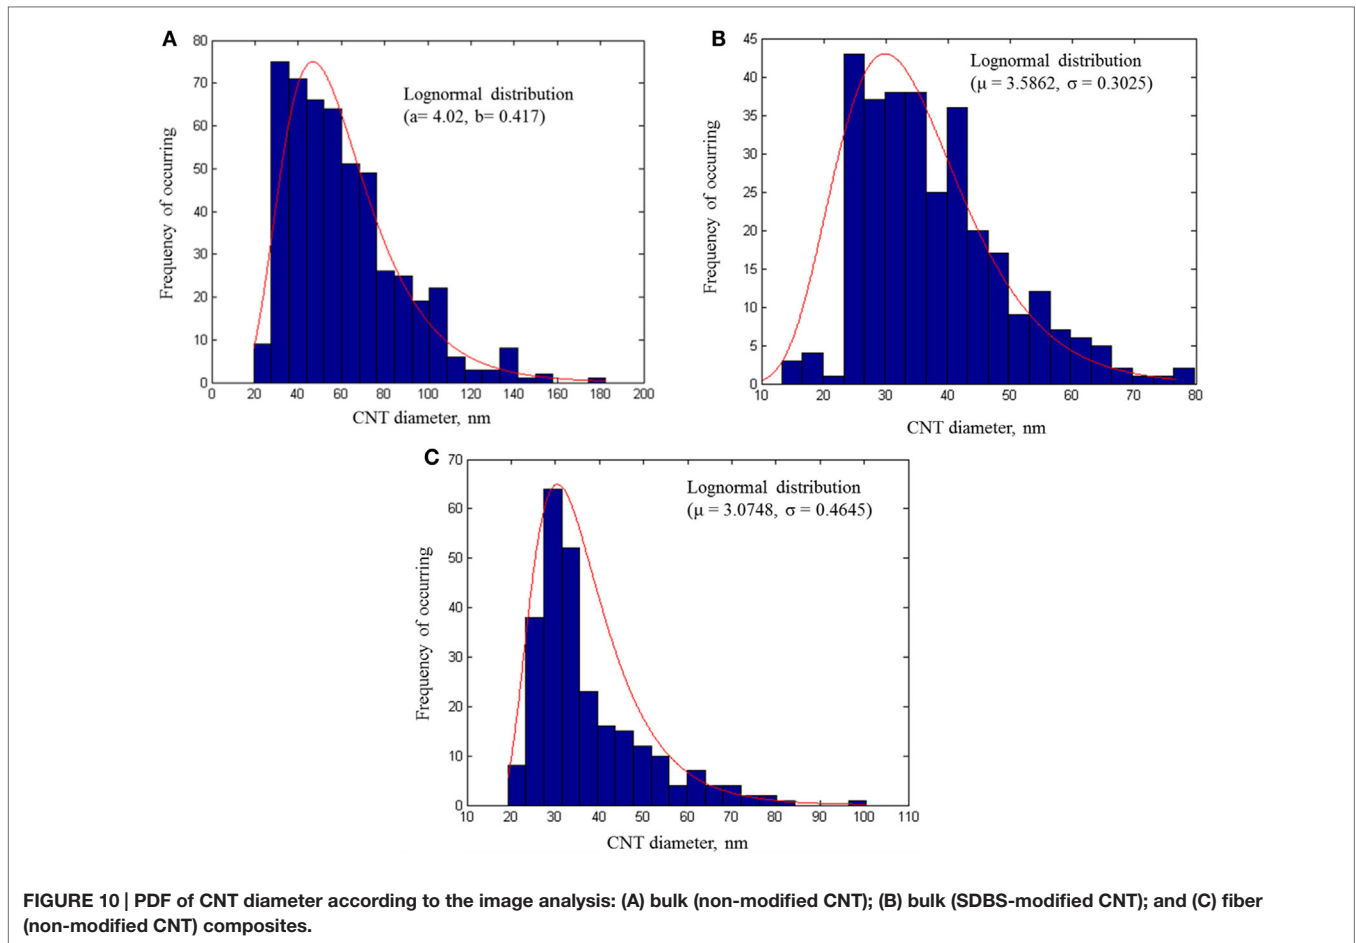 A
80
70
60
50
40
30
20
10
0
Frequency of occurring
Lognormal distribution
(a= 4.02, b= 0.417)
0 20 40 60 80 100 120 140 160 180 200
CNT diameter, nm
B
45
40
35
30
25
20
15
10
5
0
Frequency of occurring
Lognormal distribution
(μ = 3.5862, σ = 0.3025)
10 20 30 40 50 60 70 80
CNT diameter, nm
C
70
60
50
40
30
20
10
0
Frequency of occurring
Lognormal distribution
(μ = 3.0748, σ = 0.4645)
10 20 30 40 50 60 70 80 90 100 110
CNT diameter, nm
FIGURE 10 | PDF of CNT diameter according to the image analysis: (A) bulk (non-modified CNT); (B) bulk (SDBS-modified CNT); and (C) fiber
(non-modified CNT) composites.